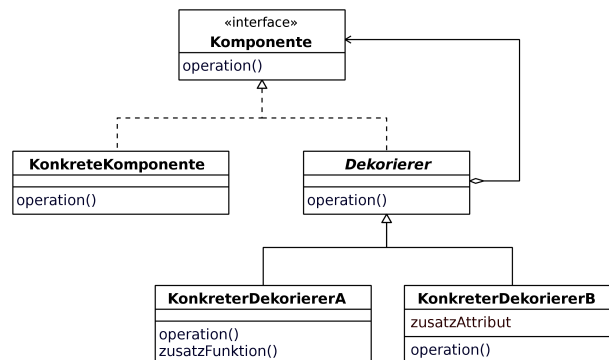 «interface»
Komponente
operation()
KonkreteKomponente
operation()
Dekorierer
operation()
KonkreterDekoriererA
operation()
zusatzFunktion()
KonkreterDekoriererB
zusatzAttribut
operation()